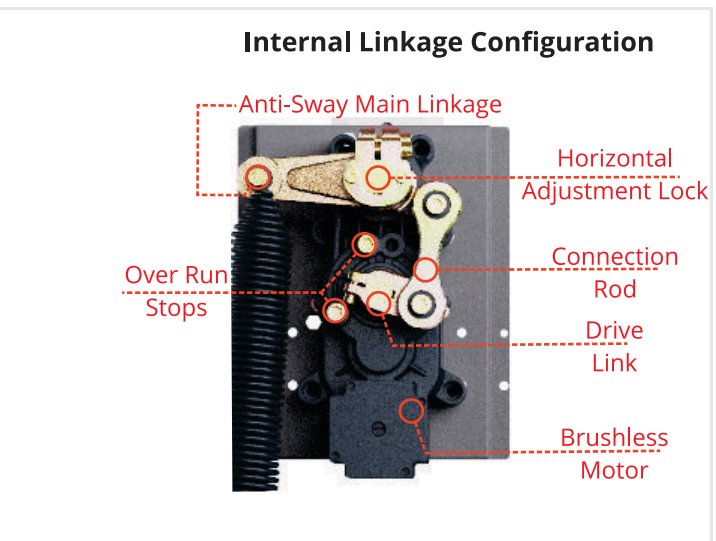 Internal Linkage Configuration
Anti-Sway Main Linkage
Horizontal
Adjustment Lock
Connection
Rod
Over Run
Stops
Drive
Link
Brushless
Motor